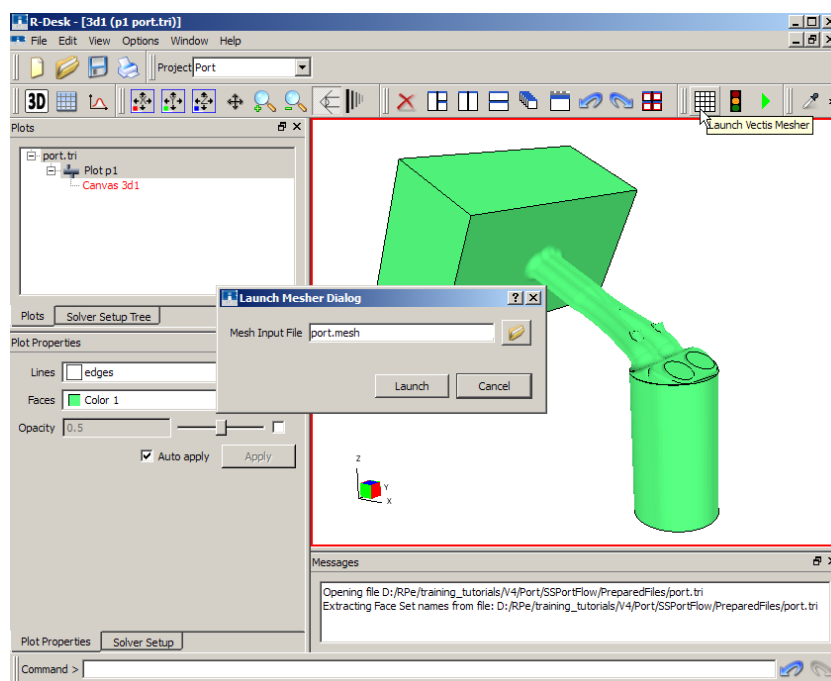 R-Desk - [3d1 (p1 port.tri)]
File Edit View Options Window Help
Project Port
3D
Launch Vectis Mesher
Plots
port.tri
Plot p1
Canvas 3d1
Plots Solver Setup Tree
Plot Properties
Lines edges
Faces Color 1
Opacity 0.5
Auto apply Apply
Launch Mesher Dialog
Mesh Input File port.mesh
Launch Cancel
Z
Y
X
Messages
Opening file D:/RPe/training_tutorials/V4/Port/SSPortFlow/PreparedFiles/port.tri
Extracting Face Set names from file: D:/RPe/training_tutorials/V4/Port/SSPortFlow/PreparedFiles/port.tri
Plot Properties Solver Setup
Command >